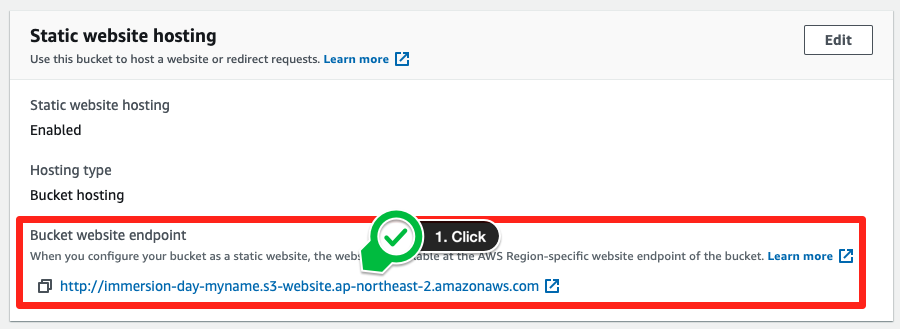 Static website hosting
Edit
Use this bucket to host a website or redirect requests. Learn more
Static website hosting
Enabled
Hosting type
Bucket hosting
Bucket website endpoint
1. Click
When you configure your bucket as a static website, the webs able at the AWS Region-specific website endpoint of the bucket. Learn more
http://immersion-day-myname.s3-website.ap-northeast-2.amazonaws.com